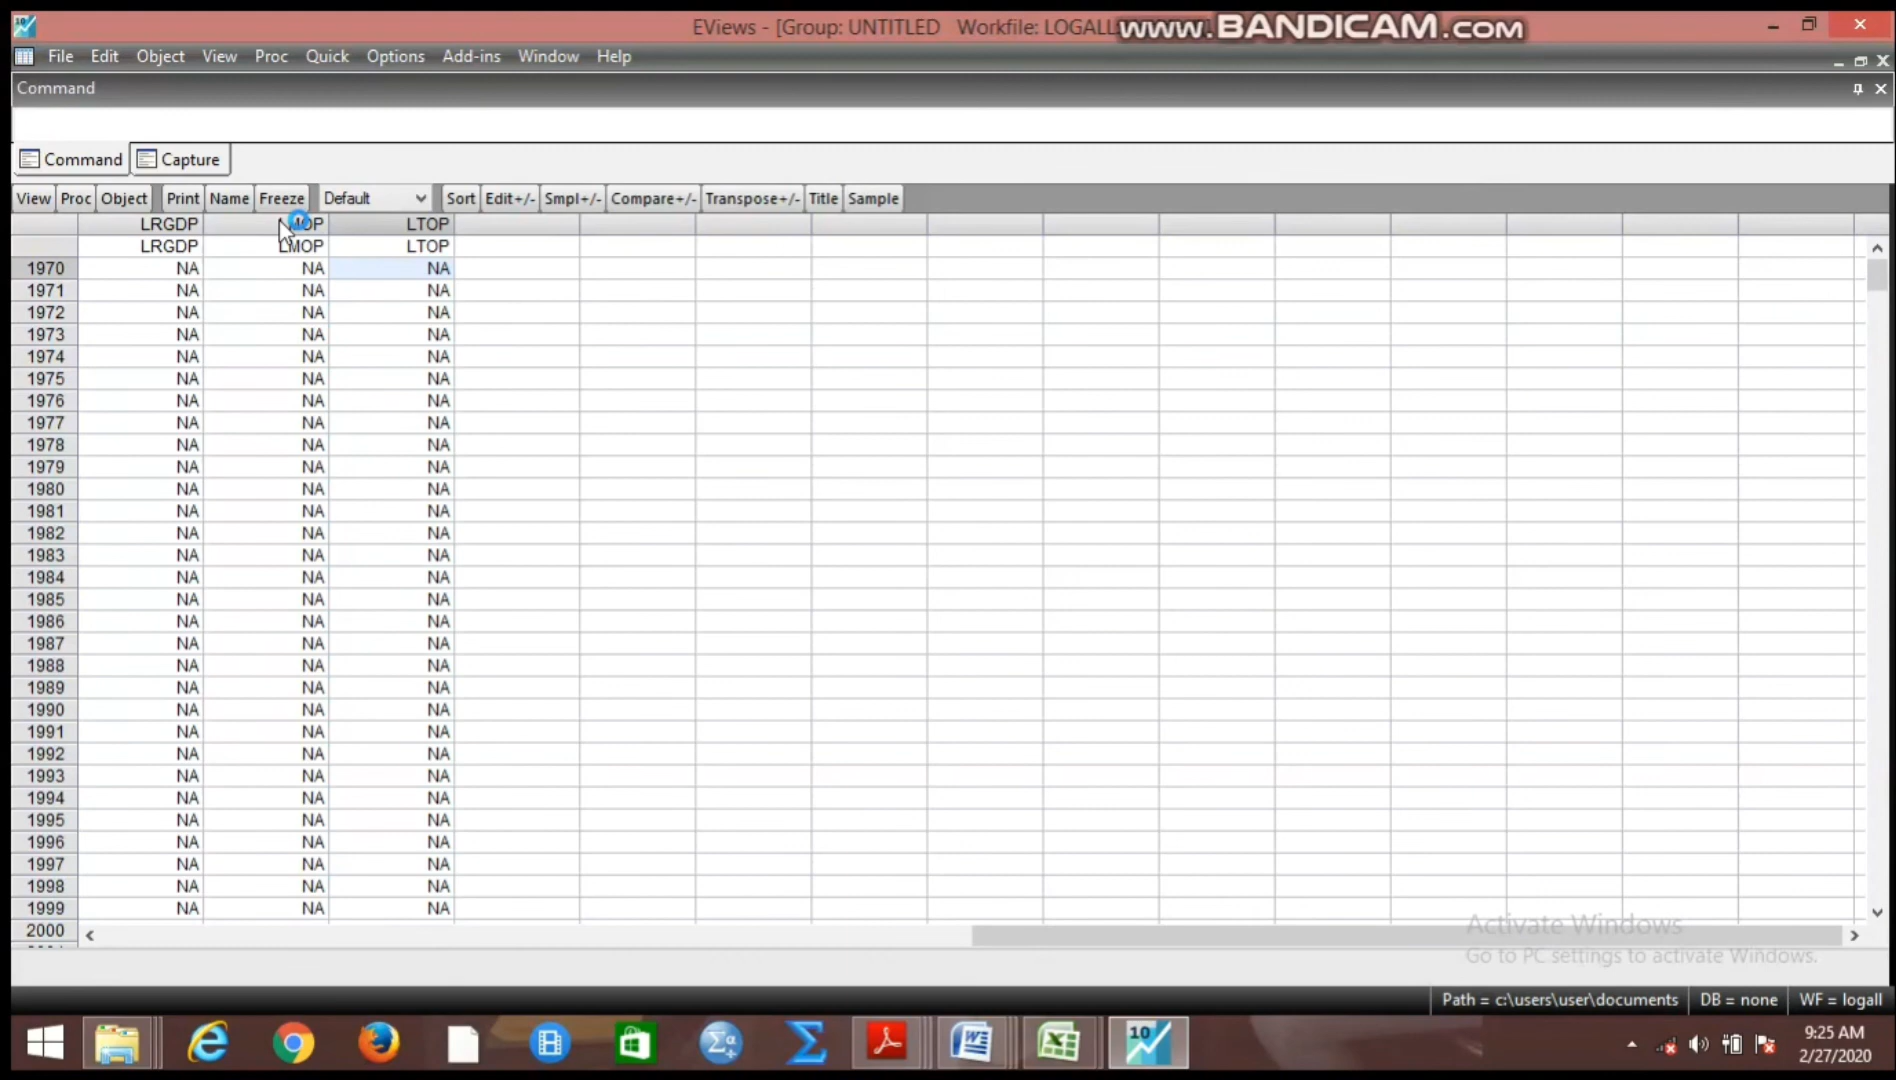 EViews - [Group: UNTITLED Workfile: LOGALL
www.BANDICAM.com
File Edit Object View Proc Quick Options Add-ins Window Help
Command
Command Capture
View Proc Object Print Name Freeze Default Sort Edit+/- Smpl+/- Compare+/- Transpose+/- Title Sample
LRGDP LMOP LTOP
LRGDP LMOP LTOP
1970 NA NA NA
1971 NA NA NA
1972 NA NA NA
1973 NA NA NA
1974 NA NA NA
1975 NA NA NA
1976 NA NA NA
1977 NA NA NA
1978 NA NA NA
1979 NA NA NA
1980 NA NA NA
1981 NA NA NA
1982 NA NA NA
1983 NA NA NA
1984 NA NA NA
1985 NA NA NA
1986 NA NA NA
1987 NA NA NA
1988 NA NA NA
1989 NA NA NA
1990 NA NA NA
1991 NA NA NA
1992 NA NA NA
1993 NA NA NA
1994 NA NA NA
1995 NA NA NA
1996 NA NA NA
1997 NA NA NA
1998 NA NA NA
1999 NA NA NA
2000
Activate Windows
Go to PC settings to activate Windows.
Path = c:\users\user\documents DB = none WF = logall
10
9:25 AM
2/27/2020